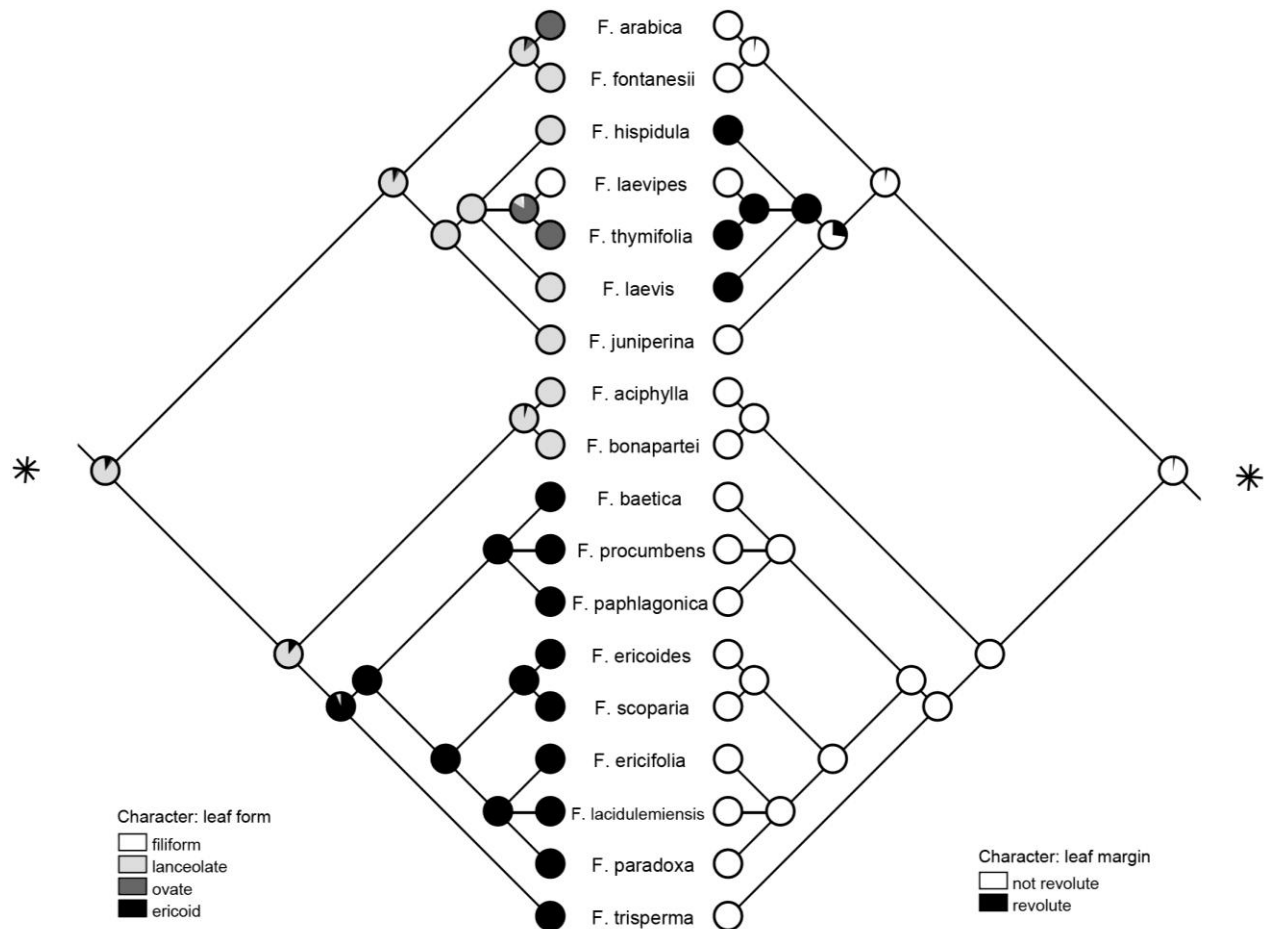 F. arabica
F. fontanesii
F. hispidula
F. laevipes
F. thymifolia
F. laevis
F. juniperina
F. aciphylla
F. bonapartei
F. baetica
F. procumbens
F. paphlagonica
F. ericoides
F. scoparia
F. ericifolia
F. lacidulemiensis
F. paradoxa
F. trisperma
Character: leaf form
filiform
lanceolate
ovate
ericoid
Character: leaf margin
not revolute
revolute